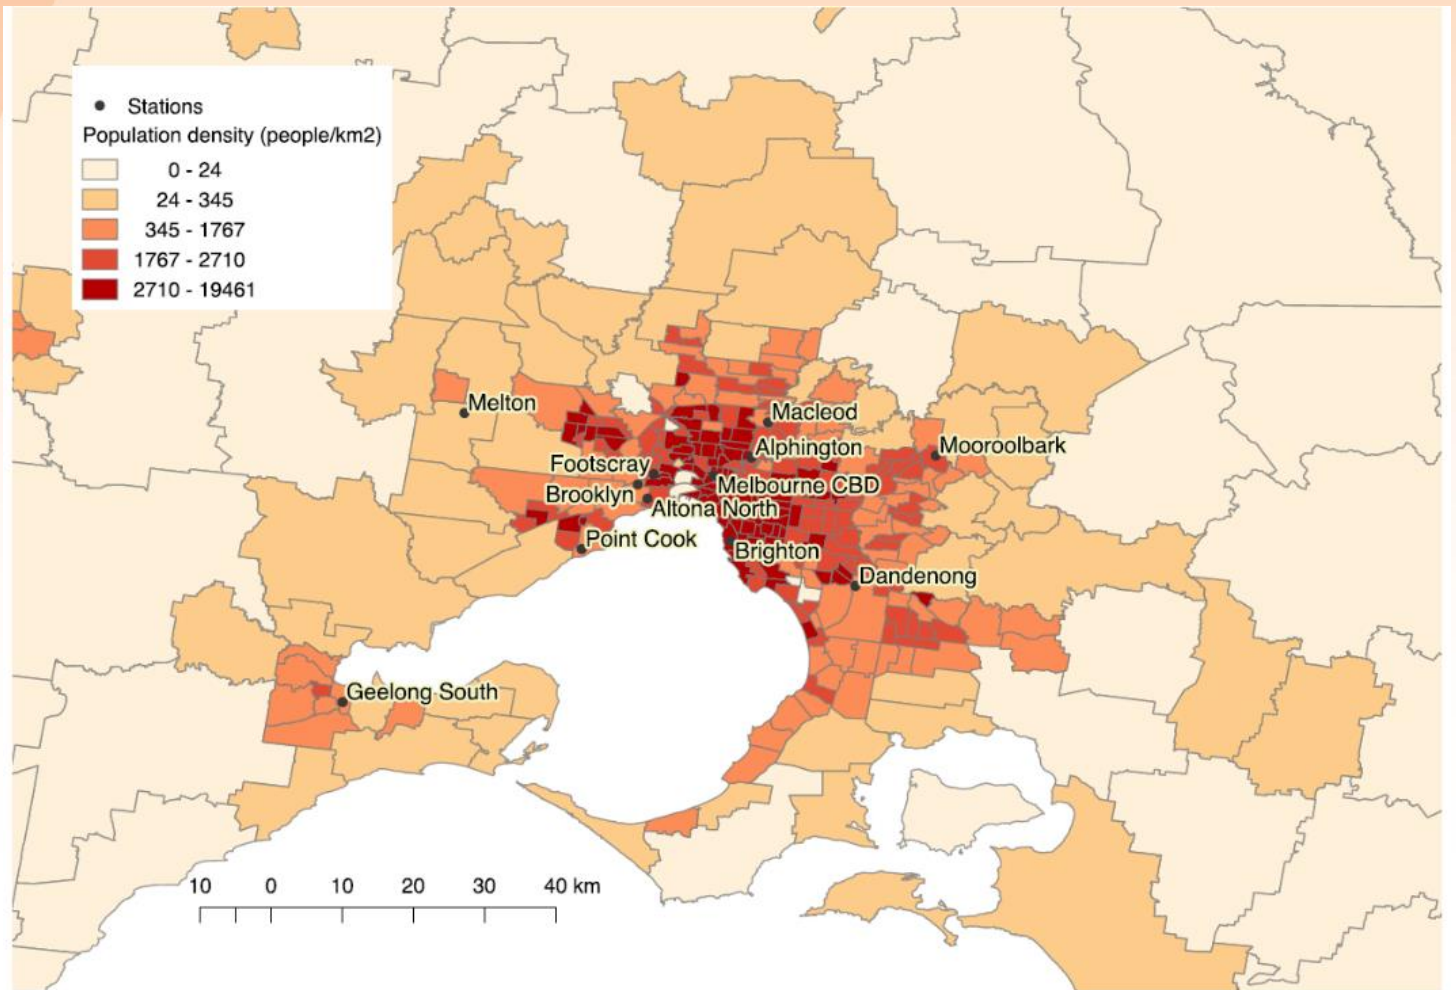 Stations
Population density (people/km2)
0 - 24
24 - 345
345 - 1767
1767 - 2710
2710 - 19461
Melton
Macleod
Alphington
Mooroolbark
Footscray
Melbourne CBD
Brooklyn
Altona North
Point Cook
Brighton
Dandenong
Geelong South
10 0 10 20 30 40 km